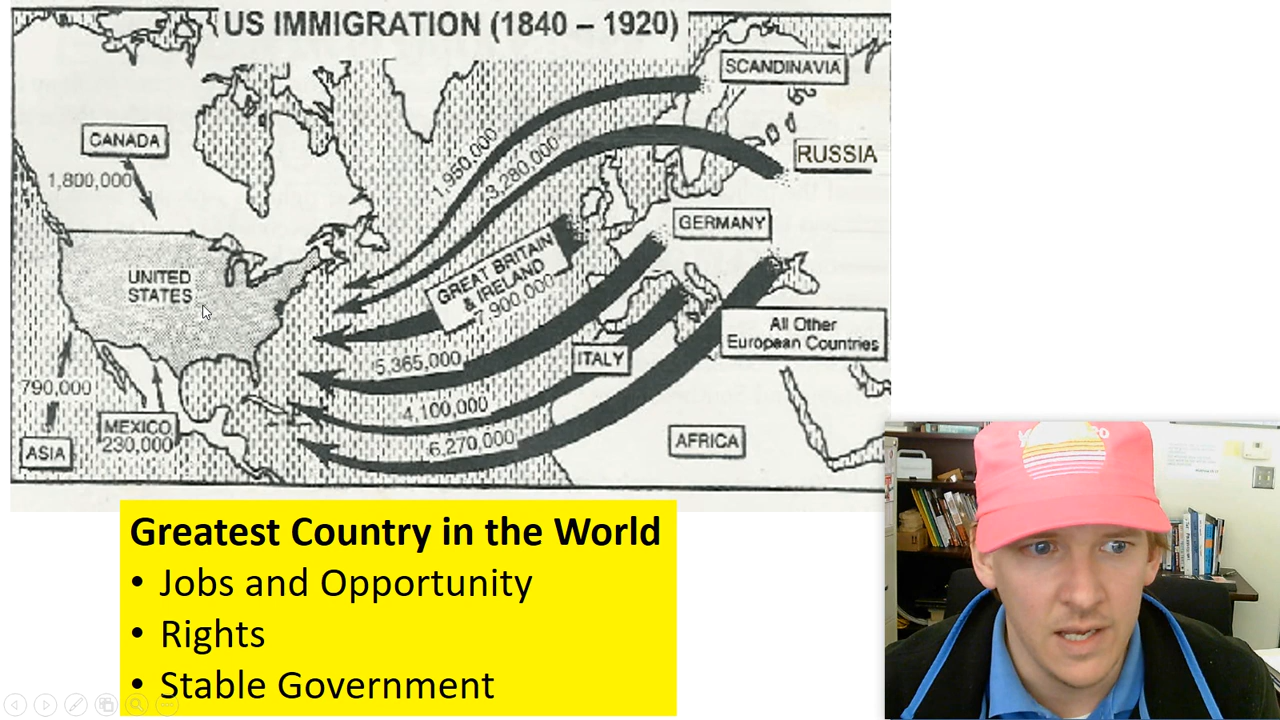 US IMMIGRATION (1840 – 1920)
SCANDINAVIA
CANADA
1,800,000
1,950,000
3,280,000
RUSSIA
GERMANY
GREAT BRITAIN
& IRELAND
7,900,000
UNITED
STATES
All Other
European Countries
ITALY
5,365,000
790,000
4,100,000
MEXICO
230,000
6,270,000
AFRICA
ASIA
Greatest Country in the World
• Jobs and Opportunity
• Rights
• Stable Government